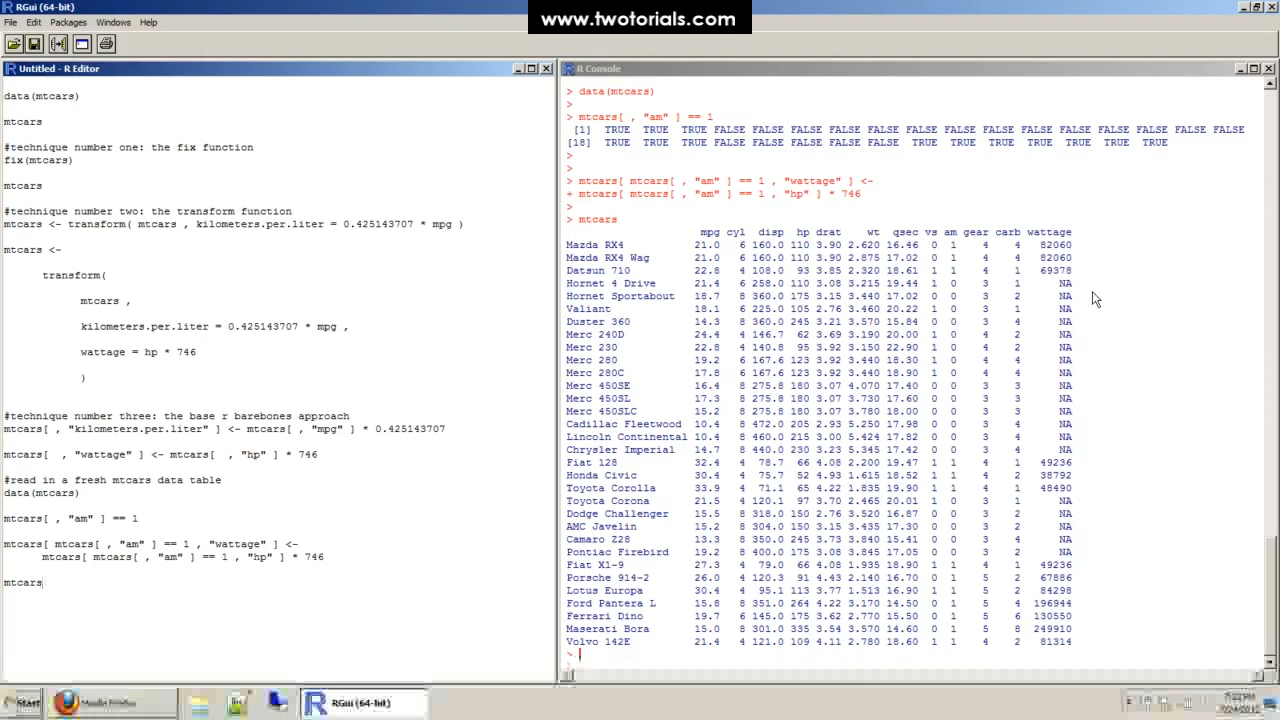 RGui (64-bit)
www.twotorials.com
File Edit Packages Windows Help
Untitled - R Editor
data(mtcars)
mtcars
#technique number one: the fix function
fix(mtcars)
mtcars
#technique number two: the transform function
mtcars <- transform( mtcars , kilometers.per.liter = 0.425143707 * mpg )
mtcars <-
transform(
mtcars ,
kilometers.per.liter = 0.425143707 * mpg ,
wattage = hp * 746
)
#technique number three: the base r barebones approach
mtcars[ , "kilometers.per.liter" ] <- mtcars[ , "mpg" ] * 0.425143707
mtcars[  , "wattage" ] <- mtcars[  , "hp" ] * 746
#read in a fresh mtcars data table
data(mtcars)
mtcars[ , "am" ] == 1
mtcars[ mtcars[ , "am" ] == 1 , "wattage" ] <-
mtcars[ mtcars[ , "am" ] == 1 , "hp" ] * 746
mtcars
R Console
> data(mtcars)
>
> mtcars[ , "am" ] == 1
[1] TRUE TRUE TRUE FALSE FALSE FALSE FALSE FALSE FALSE FALSE FALSE FALSE FALSE FALSE FALSE FALSE FALSE
[18] TRUE TRUE TRUE FALSE FALSE FALSE FALSE FALSE TRUE TRUE TRUE TRUE TRUE TRUE TRUE
>
>
> mtcars[ mtcars[ , "am" ] == 1 , "wattage" ] <-
+ mtcars[ mtcars[ , "am" ] == 1 , "hp" ] * 746
>
> mtcars
mpg cyl disp hp drat wt qsec vs am gear carb wattage
Mazda RX4 21.0 6 160.0 110 3.90 2.620 16.46 0 1 4 4 82060
Mazda RX4 Wag 21.0 6 160.0 110 3.90 2.875 17.02 0 1 4 4 82060
Datsun 710 22.8 4 108.0 93 3.85 2.320 18.61 1 1 4 1 69378
Hornet 4 Drive 21.4 6 258.0 110 3.08 3.215 19.44 1 0 3 1 NA
Hornet Sportabout 18.7 8 360.0 175 3.15 3.440 17.02 0 0 3 2 NA
Valiant 18.1 6 225.0 105 2.76 3.460 20.22 1 0 3 1 NA
Duster 360 14.3 8 360.0 245 3.21 3.570 15.84 0 0 3 4 NA
Merc 240D 24.4 4 146.7 62 3.69 3.190 20.00 1 0 4 2 NA
Merc 230 22.8 4 140.8 95 3.92 3.150 22.90 1 0 4 2 NA
Merc 280 19.2 6 167.6 123 3.92 3.440 18.30 1 0 4 4 NA
Merc 280C 17.8 6 167.6 123 3.92 3.440 18.90 1 0 4 4 NA
Merc 450SE 16.4 8 275.8 180 3.07 4.070 17.40 0 0 3 3 NA
Merc 450SL 17.3 8 275.8 180 3.07 3.730 17.60 0 0 3 3 NA
Merc 450SLC 15.2 8 275.8 180 3.07 3.780 18.00 0 0 3 3 NA
Cadillac Fleetwood 10.4 8 472.0 205 2.93 5.250 17.98 0 0 3 4 NA
Lincoln Continental 10.4 8 460.0 215 3.00 5.424 17.82 0 0 3 4 NA
Chrysler Imperial 14.7 8 440.0 230 3.23 5.345 17.42 0 0 3 4 NA
Fiat 128 32.4 4 78.7 66 4.08 2.200 19.47 1 1 4 1 49236
Honda Civic 30.4 4 75.7 52 4.93 1.615 18.52 1 1 4 2 38792
Toyota Corolla 33.9 4 71.1 65 4.22 1.835 19.90 1 1 4 1 48490
Toyota Corona 21.5 4 120.1 97 3.70 2.465 20.01 1 0 3 1 NA
Dodge Challenger 15.5 8 318.0 150 2.76 3.520 16.87 0 0 3 2 NA
AMC Javelin 15.2 8 304.0 150 3.15 3.435 17.30 0 0 3 2 NA
Camaro Z28 13.3 8 350.0 245 3.73 3.840 15.41 0 0 3 4 NA
Pontiac Firebird 19.2 8 400.0 175 3.08 3.845 17.05 0 0 3 2 NA
Fiat X1-9 27.3 4 79.0 66 4.08 1.935 18.90 1 1 4 1 49236
Porsche 914-2 26.0 4 120.3 91 4.43 2.140 16.70 0 1 5 2 67886
Lotus Europa 30.4 4 95.1 113 3.77 1.513 16.90 1 1 5 2 84298
Ford Pantera L 15.8 8 351.0 264 4.22 3.170 14.50 0 1 5 4 196944
Ferrari Dino 19.7 6 145.0 175 3.62 2.770 15.50 0 1 5 6 130550
Maserati Bora 15.0 8 301.0 335 3.54 3.570 14.60 0 1 5 8 249910
Volvo 142E 21.4 4 121.0 109 4.11 2.780 18.60 1 1 4 2 81314
>
Start
Mozilla Firefox
RGui (64-bit)